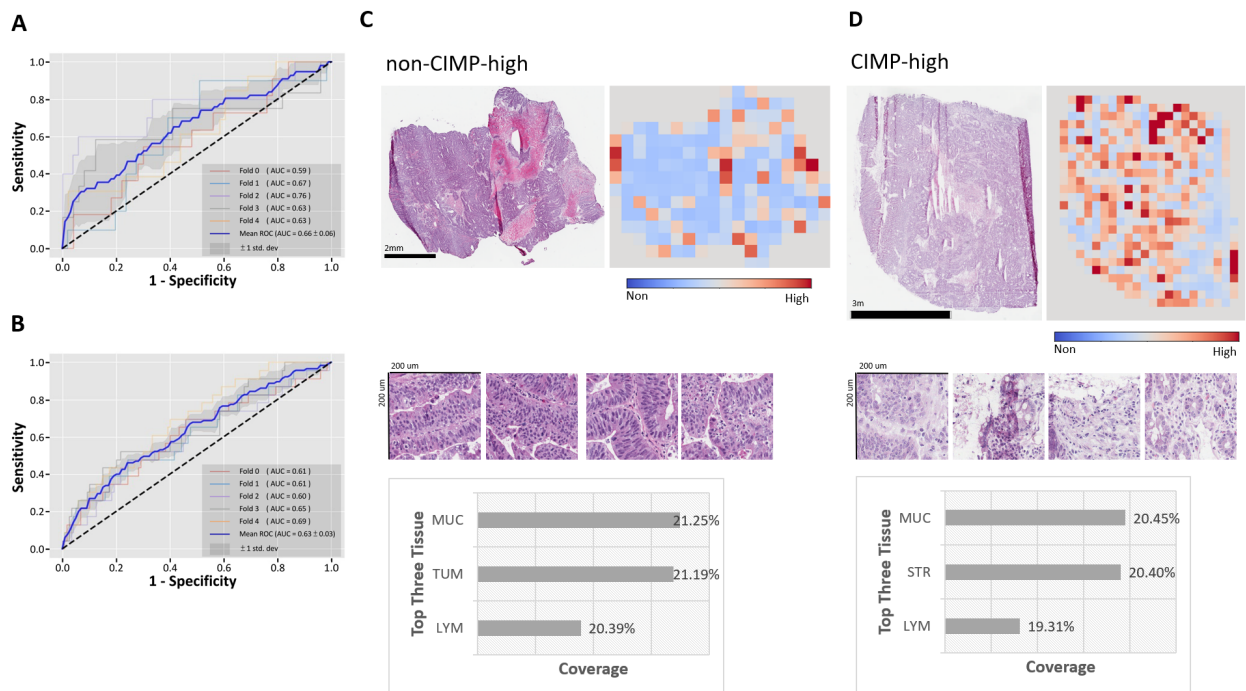 A
1.0
0.8
0.6
0.4
0.2
0.0
Sensitivity
Fold 0 ( AUC = 0.59 )
Fold 1 ( AUC = 0.67 )
Fold 2 ( AUC = 0.76 )
Fold 3 ( AUC = 0.63 )
Fold 4 ( AUC = 0.63 )
Mean ROC (AUC = 0.66 ± 0.06)
± 1 std. dev
0.0 0.2 0.4 0.6 0.8 1.0
1 - Specificity
B
1.0
0.8
0.6
0.4
0.2
0.0
Sensitivity
Fold 0 ( AUC = 0.61 )
Fold 1 ( AUC = 0.61 )
Fold 2 ( AUC = 0.60 )
Fold 3 ( AUC = 0.65 )
Fold 4 ( AUC = 0.69 )
Mean ROC (AUC = 0.63 ± 0.03)
± 1 std. dev
0.0 0.2 0.4 0.6 0.8 1.0
1 - Specificity
C
non-CIMP-high
2mm
Non High
200 um
200 um
Top Three Tissue
MUC 21.25%
TUM 21.19%
LYM 20.39%
Coverage
D
CIMP-high
3m
Non High
200 um
200 um
Top Three Tissue
MUC 20.45%
STR 20.40%
LYM 19.31%
Coverage